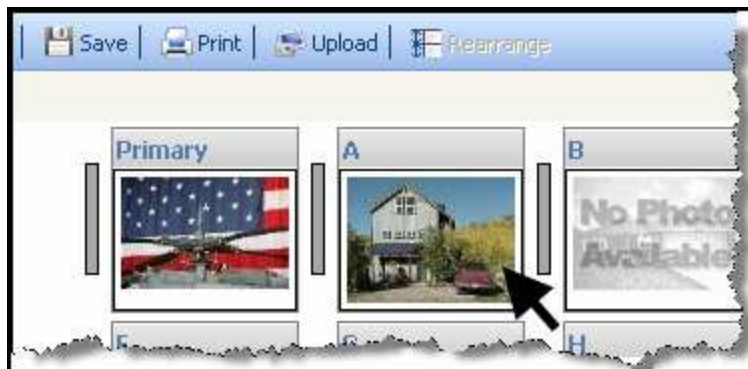 Save Print Upload Rearrange
Primary A B
No Photo
Available
F G H